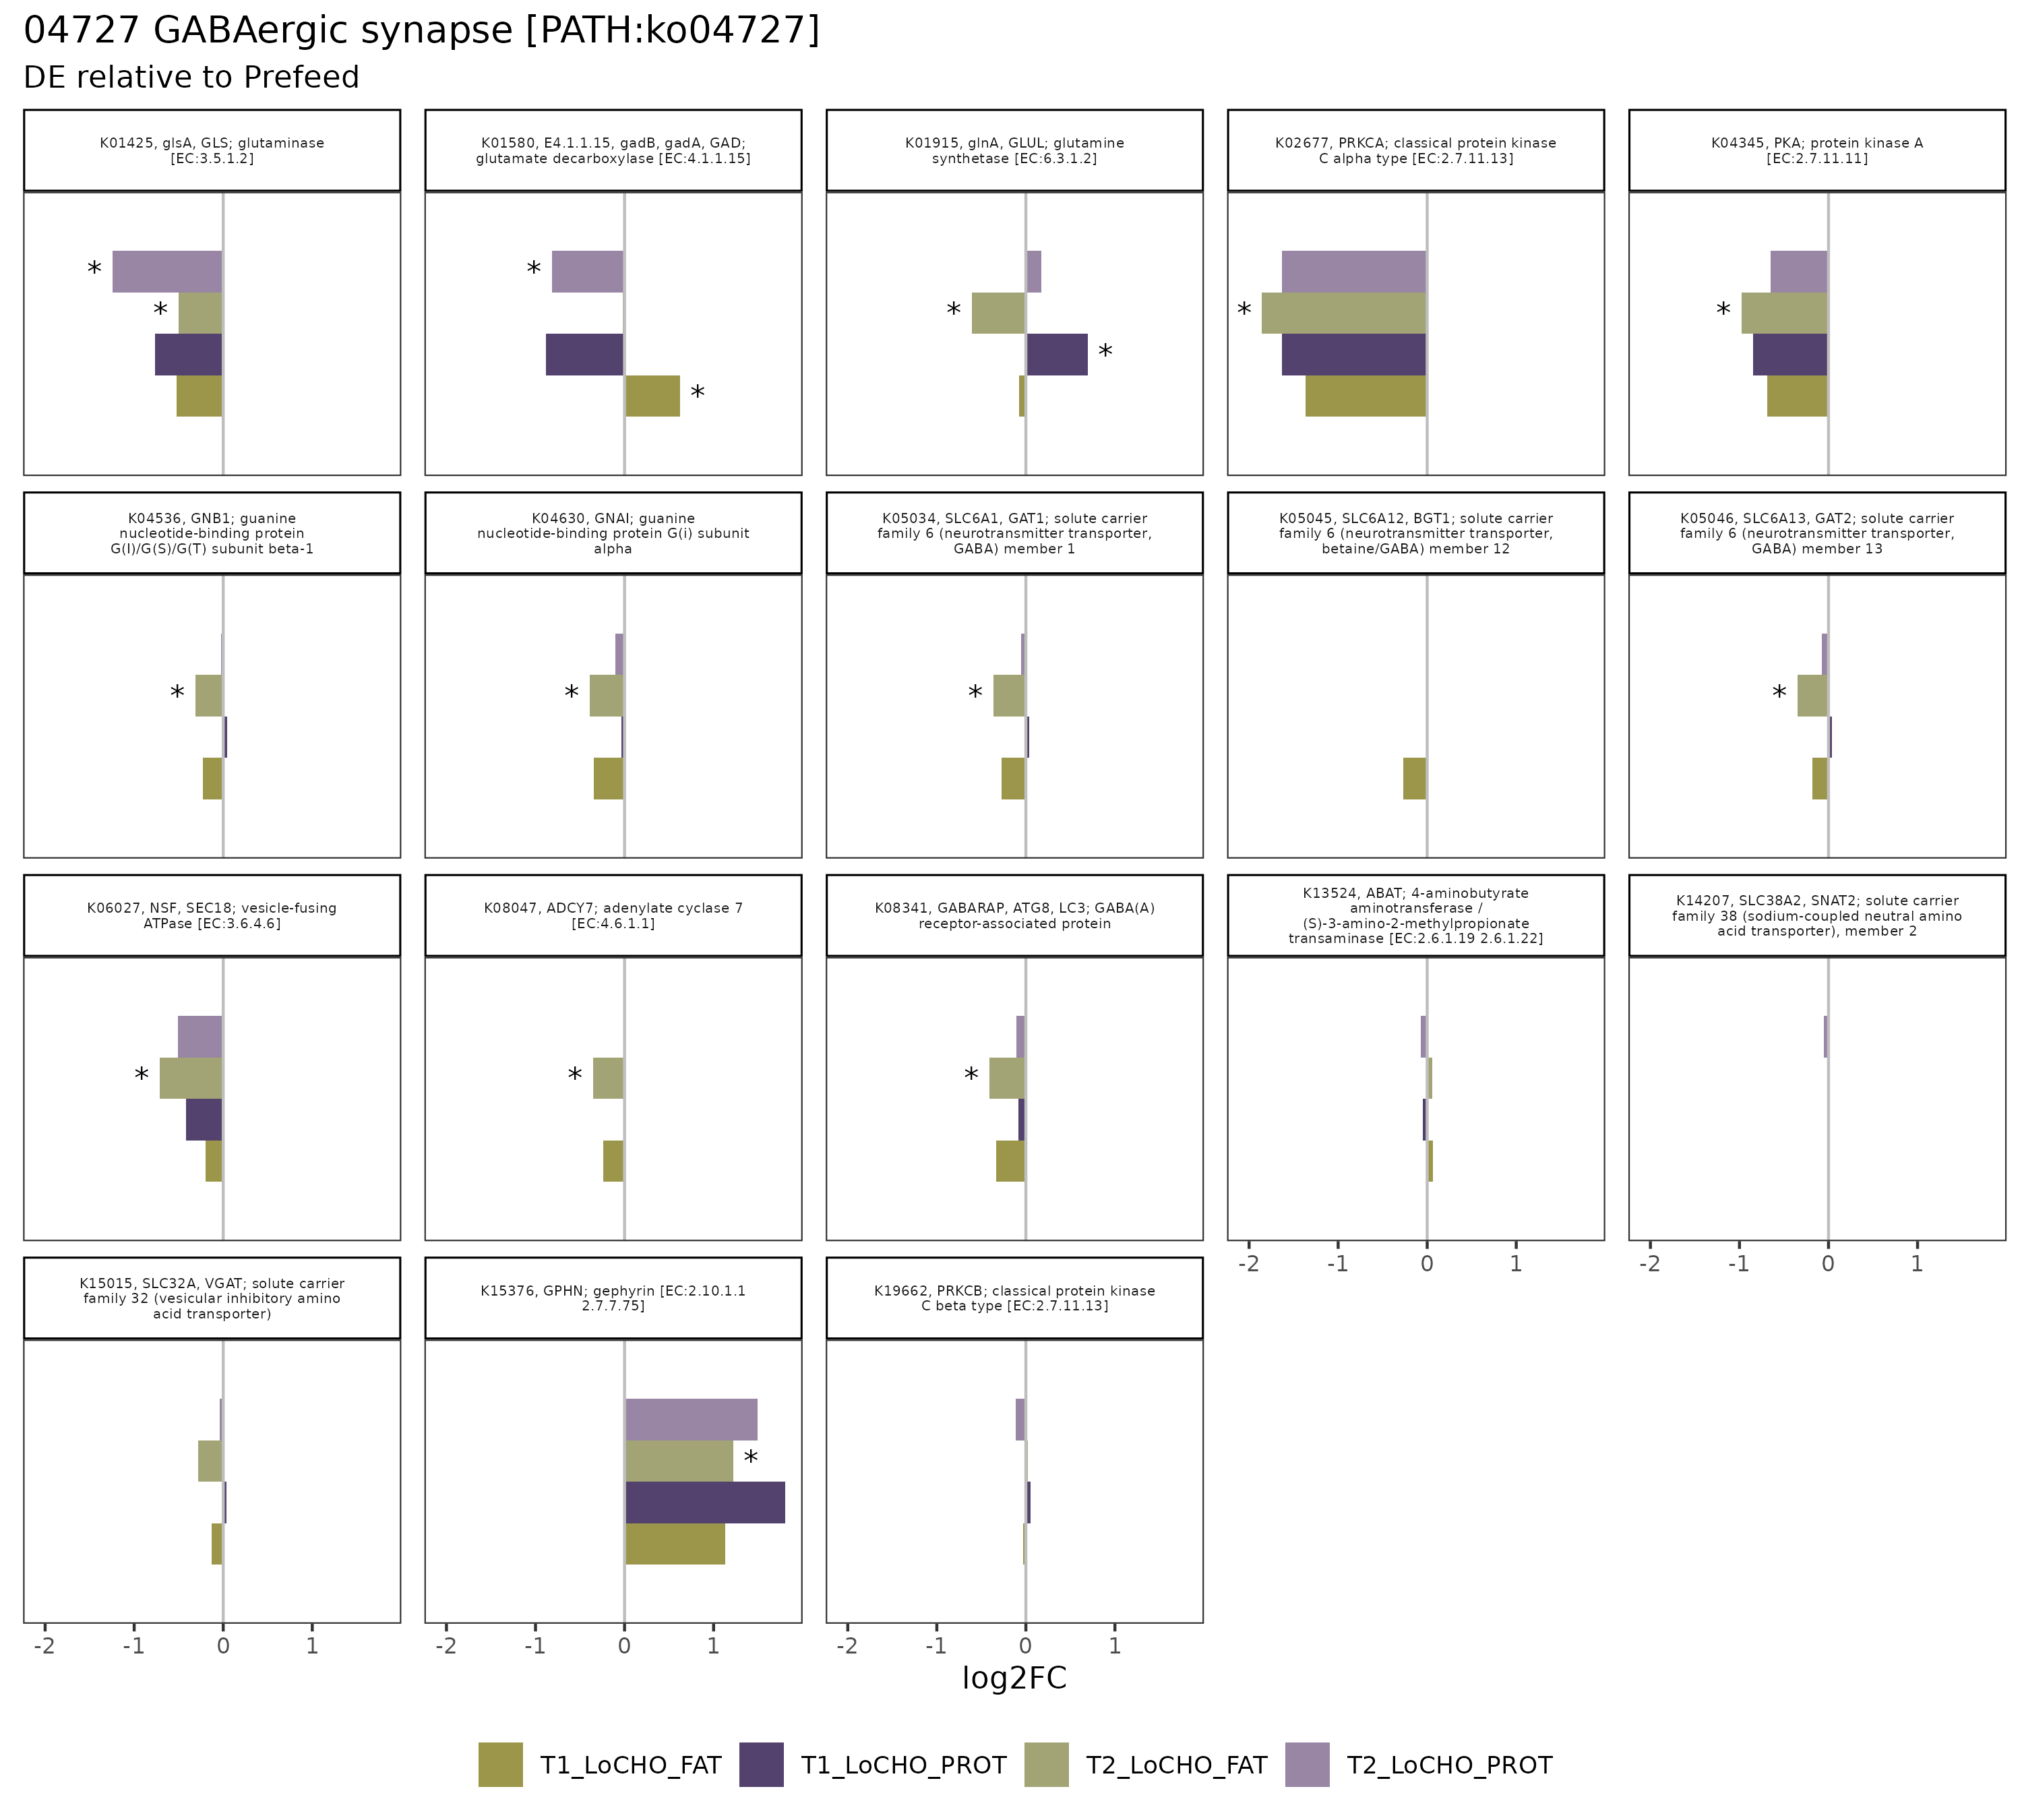 04727 GABAergic synapse [PATH:ko04727]
DE relative to Prefeed
K01425, glsA, GLS; glutaminase
[EC:3.5.1.2]
K01580, E4.1.1.15, gadB, gadA, GAD;
glutamate decarboxylase [EC:4.1.1.15]
K01915, glnA, GLUL; glutamine
synthetase [EC:6.3.1.2]
K02677, PRKCA; classical protein kinase
C alpha type [EC:2.7.11.13]
K04345, PKA; protein kinase A
[EC:2.7.11.11]
*
*
*
*
*
*
*
*
K04536, GNB1; guanine
nucleotide-binding protein
G(I)/G(S)/G(T) subunit beta-1
K04630, GNAI; guanine
nucleotide-binding protein G(i) subunit
alpha
K05034, SLC6A1, GAT1; solute carrier
family 6 (neurotransmitter transporter,
GABA) member 1
K05045, SLC6A12, BGT1; solute carrier
family 6 (neurotransmitter transporter,
betaine/GABA) member 12
K05046, SLC6A13, GAT2; solute carrier
family 6 (neurotransmitter transporter,
GABA) member 13
*
*
*
*
K06027, NSF, SEC18; vesicle-fusing
ATPase [EC:3.6.4.6]
K08047, ADCY7; adenylate cyclase 7
[EC:4.6.1.1]
K08341, GABARAP, ATG8, LC3; GABA(A)
receptor-associated protein
K13524, ABAT; 4-aminobutyrate
aminotransferase /
(S)-3-amino-2-methylpropionate
transaminase [EC:2.6.1.19 2.6.1.22]
K14207, SLC38A2, SNAT2; solute carrier
family 38 (sodium-coupled neutral amino
acid transporter), member 2
*
*
*
-2 -1 0 1
-2 -1 0 1
K15015, SLC32A, VGAT; solute carrier
family 32 (vesicular inhibitory amino
acid transporter)
K15376, GPHN; gephyrin [EC:2.10.1.1
2.7.7.75]
K19662, PRKCB; classical protein kinase
C beta type [EC:2.7.11.13]
*
-2 -1 0 1
-2 -1 0 1
-2 -1 0 1
log2FC
T1_LoCHO_FAT T1_LoCHO_PROT T2_LoCHO_FAT T2_LoCHO_PROT